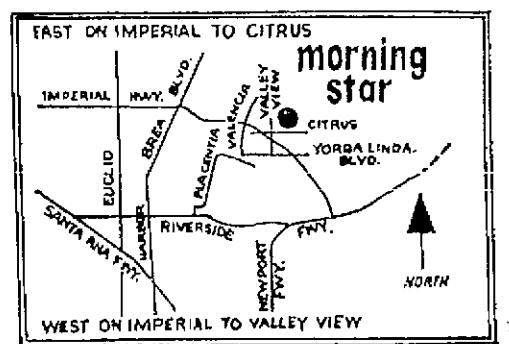 EAST ON IMPERIAL TO CITRUS
morning
star
IMPERIAL HWY.
BREA BLVD.
VALENCIA
VALLEY
VIEW
CITRUS
YORBA LINDA
BLVD.
PLACENTIA
EUCLID
HARBOR
SANTA ANA FWY.
RIVERSIDE FWY.
NEWPORT
FWY.
NORTH
WEST ON IMPERIAL TO VALLEY VIEW